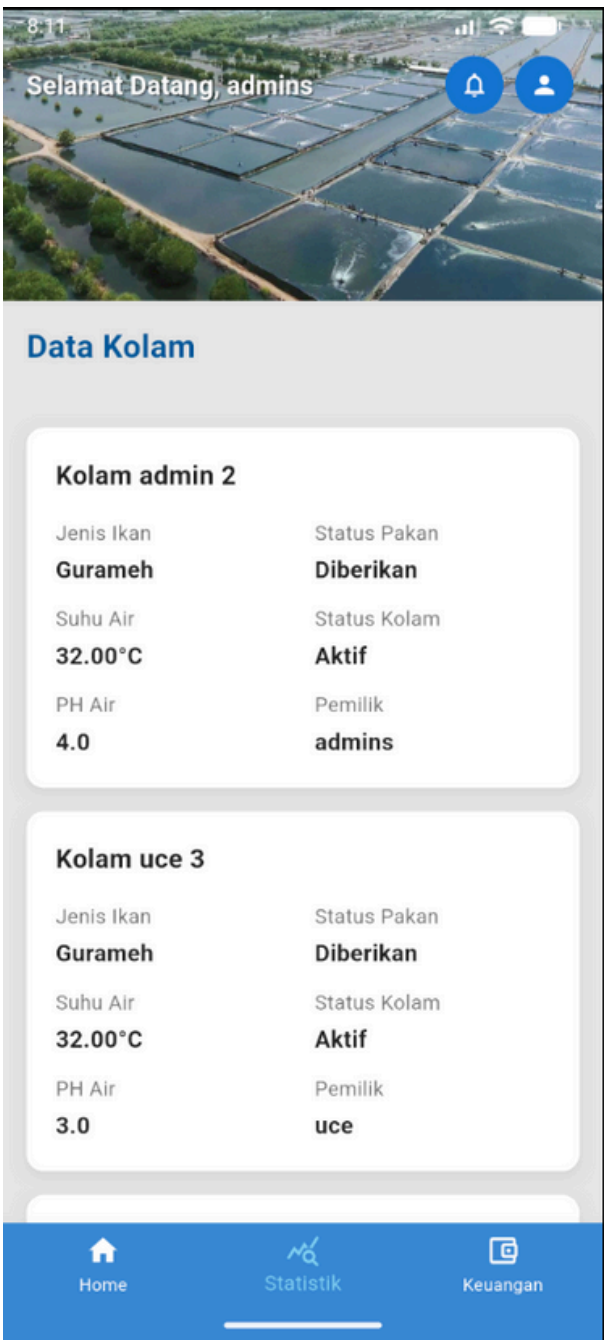 8:11
Selamat Datang, admins
Data Kolam
Kolam admin 2
Jenis Ikan Status Pakan
Gurameh Diberikan
Suhu Air Status Kolam
32.00°C Aktif
PH Air Pemilik
4.0 admins
Kolam uce 3
Jenis Ikan Status Pakan
Gurameh Diberikan
Suhu Air Status Kolam
32.00°C Aktif
PH Air Pemilik
3.0 uce
Home Statistik Keuangan